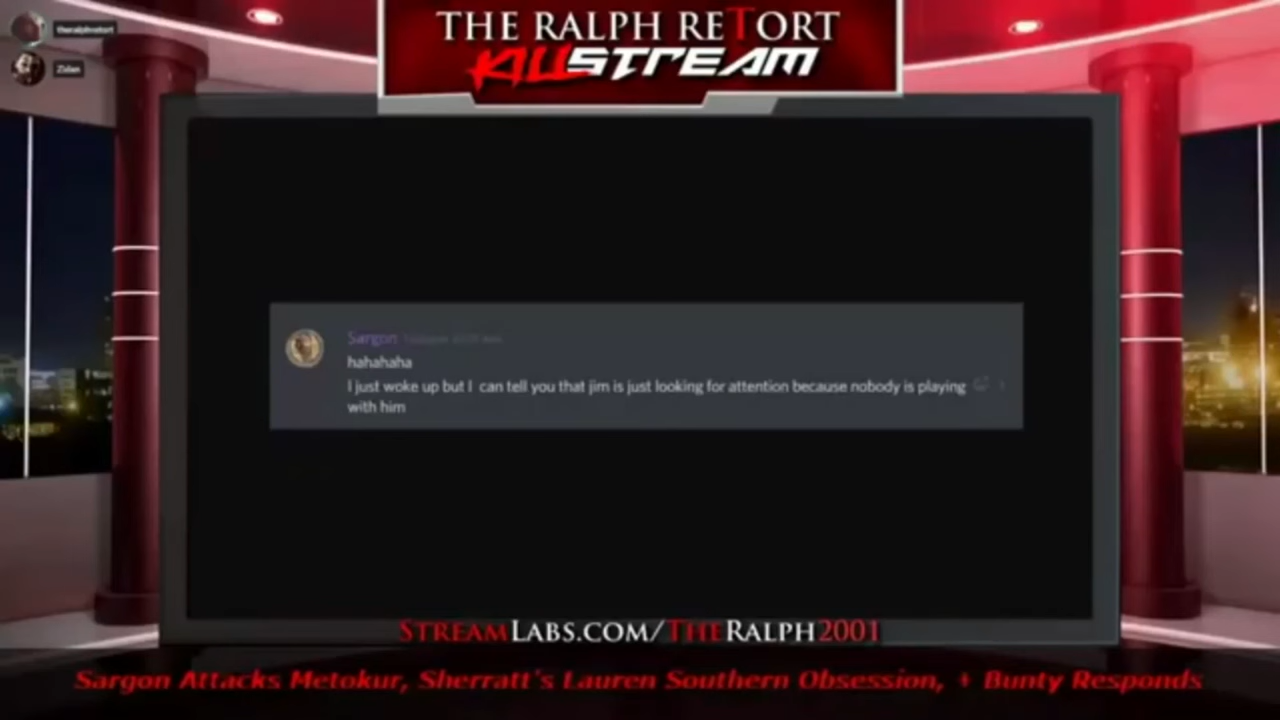 theralphretort
Zidan
THE RALPH RETORT
KILLSTREAM
Sargon
hahahaha
I just woke up but I can tell you that jim is just looking for attention because nobody is playing
with him
STREAMLABS.COM/THERALPH2001
Sargon Attacks Metokur, Sherratt's Lauren Southern Obsession, + Bunty Responds